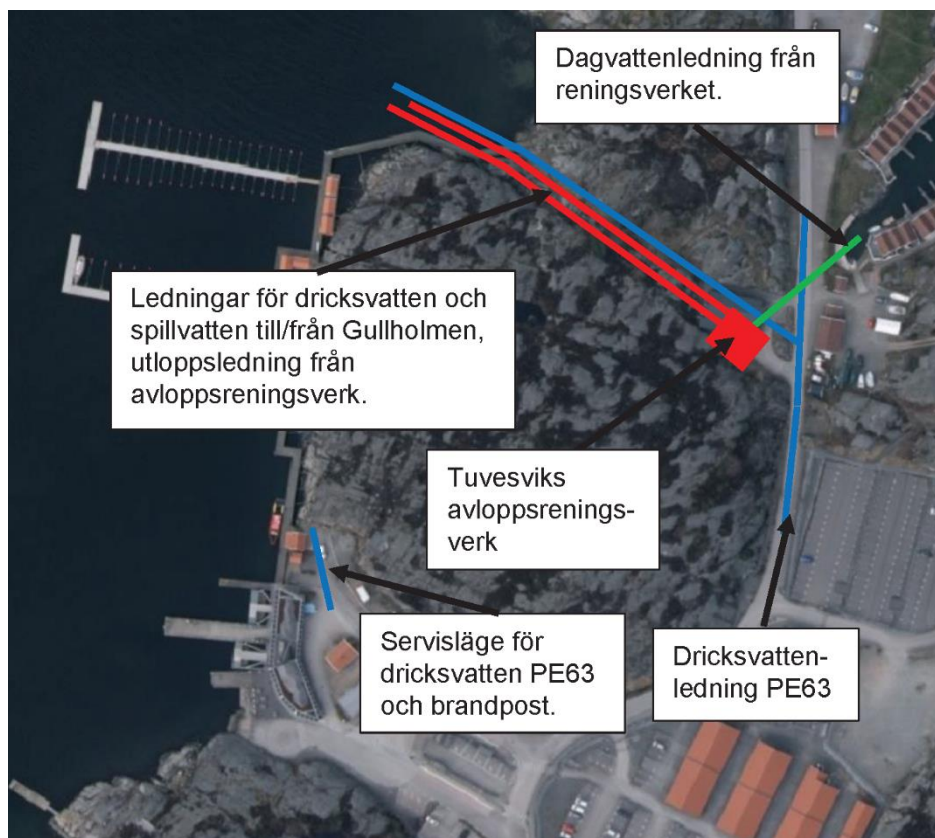 Dagvattenledning från
reningsverket.
Ledningar för dricksvatten och
spillvatten till/från Gullholmen,
utloppsledning från
avloppsreningsverk.
Tuvesviks
avloppsrenings-
verk
Servisläge för
dricksvatten PE63
och brandpost.
Dricksvatten-
ledning PE63